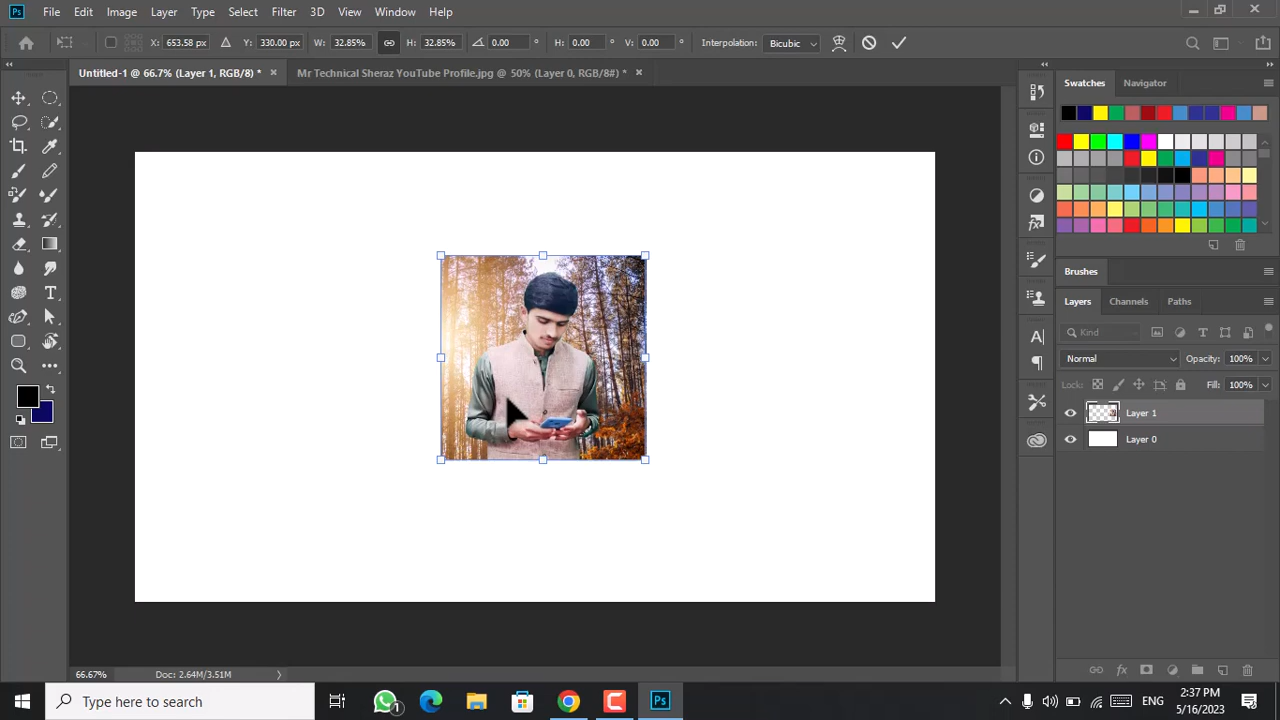 Ps File Edit Image Layer Type Select Filter 3D View Window Help
X: 653.58 px Y: 330.00 px W: 32.85% H: 32.85% 0.00 ° H: 0.00 ° V: 0.00 ° Interpolation: Bicubic
Untitled-1 @ 66.7% (Layer 1, RGB/8) * × Mr Technical Sheraz YouTube Profile.jpg @ 50% (Layer 0, RGB/8#) * ×
Swatches Navigator
Brushes
Layers Channels Paths
Kind
Normal Opacity: 100%
Lock: Fill: 100%
Layer 1
Layer 0
66.67% Doc: 2.64M/3.51M
Type here to search 1 Ps ENG 2:37 PM
5/16/2023